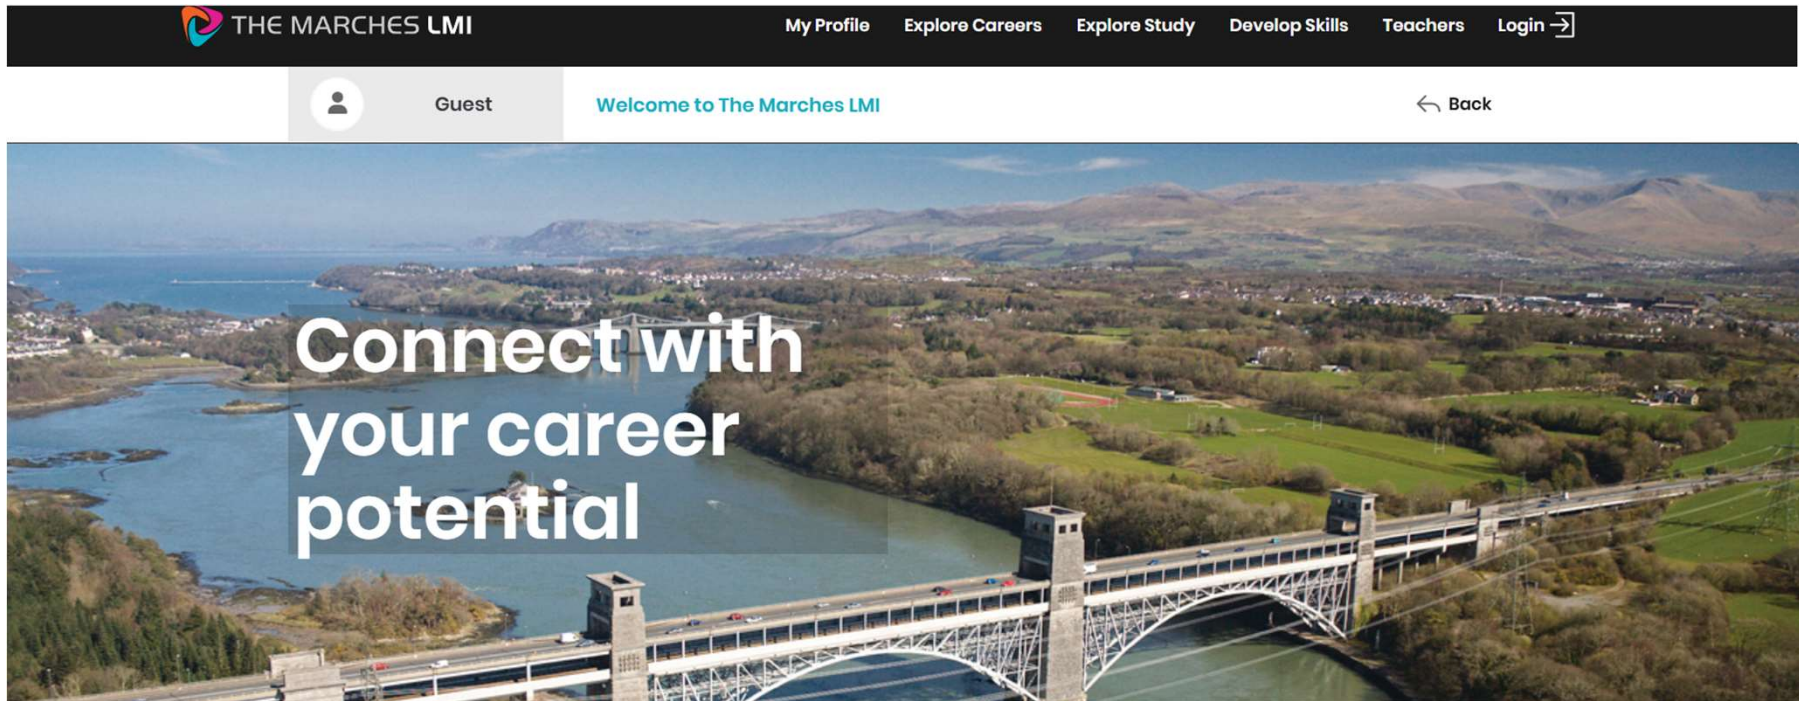 THE MARCHES LMI
My Profile Explore Careers Explore Study Develop Skills Teachers Login
Guest Welcome to The Marches LMI Back
Connect with
your career
potential